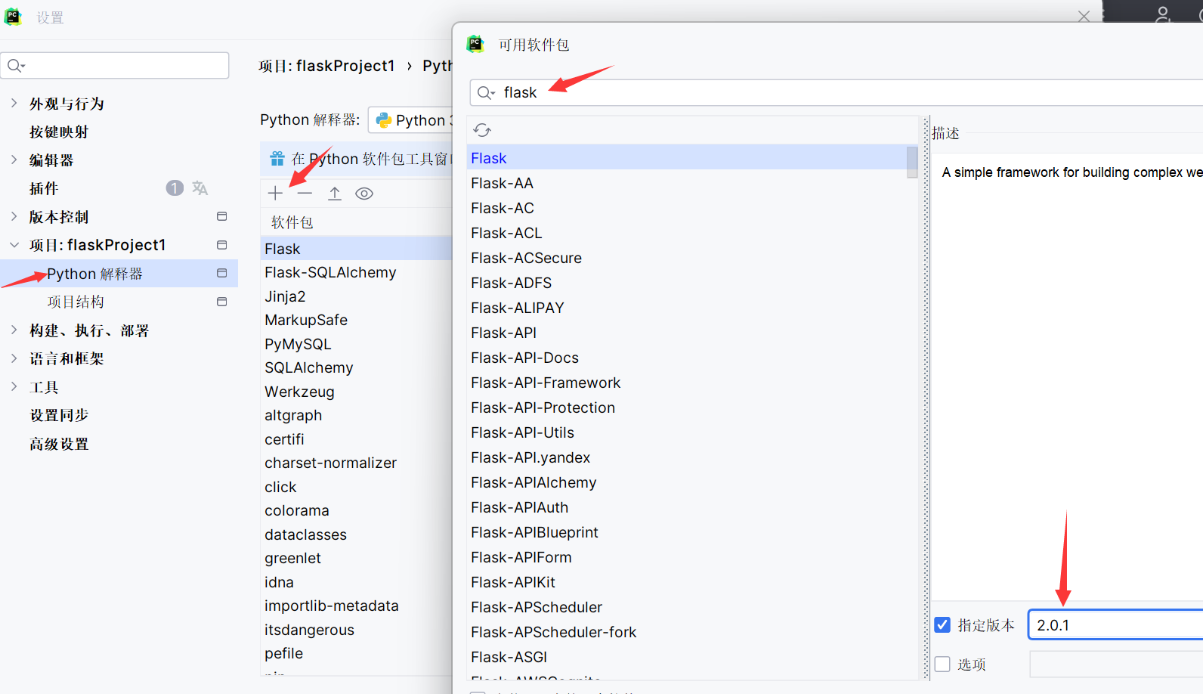 设置
项目: flaskProject1 › Pyth
外观与行为
按键映射
编辑器
插件 1
版本控制
项目: flaskProject1
Python 解释器
项目结构
构建、执行、部署
语言和框架
工具
设置同步
高级设置
Python 解释器: Python 3
在 Python 软件包工具窗口
软件包
Flask
Flask-SQLAlchemy
Jinja2
MarkupSafe
PyMySQL
SQLAlchemy
Werkzeug
altgraph
certifi
charset-normalizer
click
colorama
dataclasses
greenlet
idna
importlib-metadata
itsdangerous
pefile
可用软件包
flask
Flask
Flask-AA
Flask-AC
Flask-ACL
Flask-ACSecure
Flask-ADFS
Flask-ALIPAY
Flask-API
Flask-API-Docs
Flask-API-Framework
Flask-API-Protection
Flask-API-Utils
Flask-API.yandex
Flask-APIAlchemy
Flask-APIAuth
Flask-APIBlueprint
Flask-APIForm
Flask-APIKit
Flask-APScheduler
Flask-APScheduler-fork
Flask-ASGI
Flask-AWSCognito
描述
A simple framework for building complex we
指定版本 2.0.1
选项